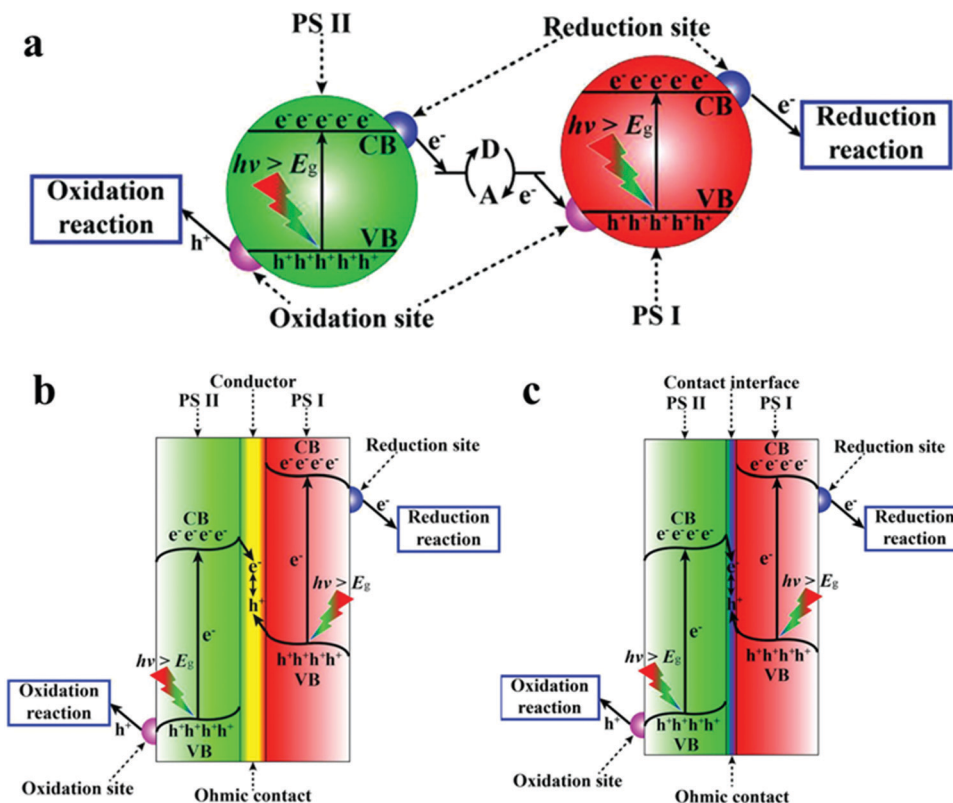 a
PS II
Reduction site
e⁻ e⁻ e⁻ e⁻ e⁻
CB
hν > Eg
e⁻
D
A
e⁻
VB
h⁺h⁺h⁺h⁺h⁺
Oxidation
reaction
h⁺
e⁻ e⁻ e⁻ e⁻ e⁻
CB
hν > Eg
VB
h⁺h⁺h⁺h⁺h⁺
e⁻
Reduction
reaction
Oxidation site
PS I
b
Conductor
PS II
PS I
CB
e⁻ e⁻ e⁻ e⁻
Reduction site
e⁻
Reduction
reaction
CB
e⁻ e⁻ e⁻ e⁻
e⁻
h⁺
e⁻
hν > Eg
e⁻
hν > Eg
h⁺h⁺h⁺h⁺
VB
Oxidation
reaction
h⁺
h⁺h⁺h⁺h⁺
VB
Oxidation site
Ohmic contact
c
Contact interface
PS II
PS I
CB
e⁻ e⁻ e⁻ e⁻
Reduction site
e⁻
Reduction
reaction
CB
e⁻ e⁻ e⁻ e⁻
e⁻
h⁺
e⁻
hν > Eg
e⁻
hν > Eg
h⁺h⁺h⁺h⁺
VB
Oxidation
reaction
h⁺
h⁺h⁺h⁺h⁺
VB
Oxidation site
Ohmic contact